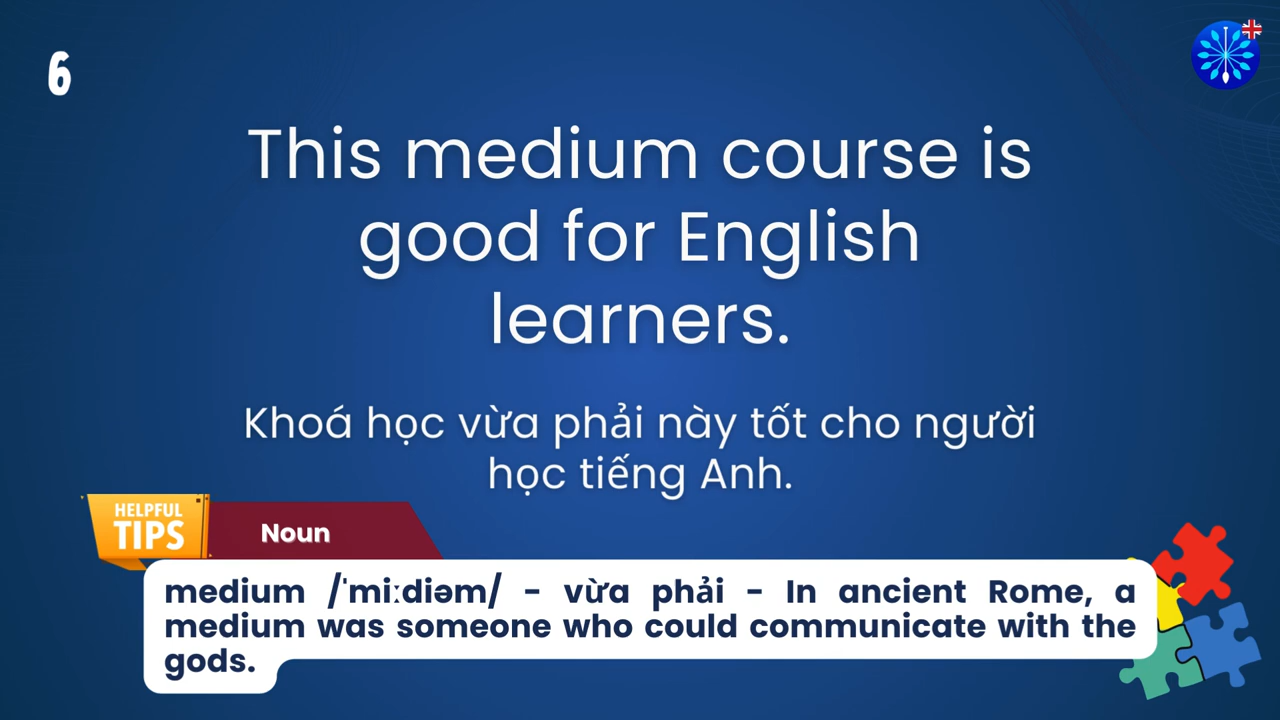 6
This medium course is
good for English
learners.
Khoá học vừa phải này tốt cho người
học tiếng Anh.
HELPFUL
TIPS
Noun
medium /ˈmiːdiəm/ - vừa phải - In ancient Rome, a
medium was someone who could communicate with the
gods.